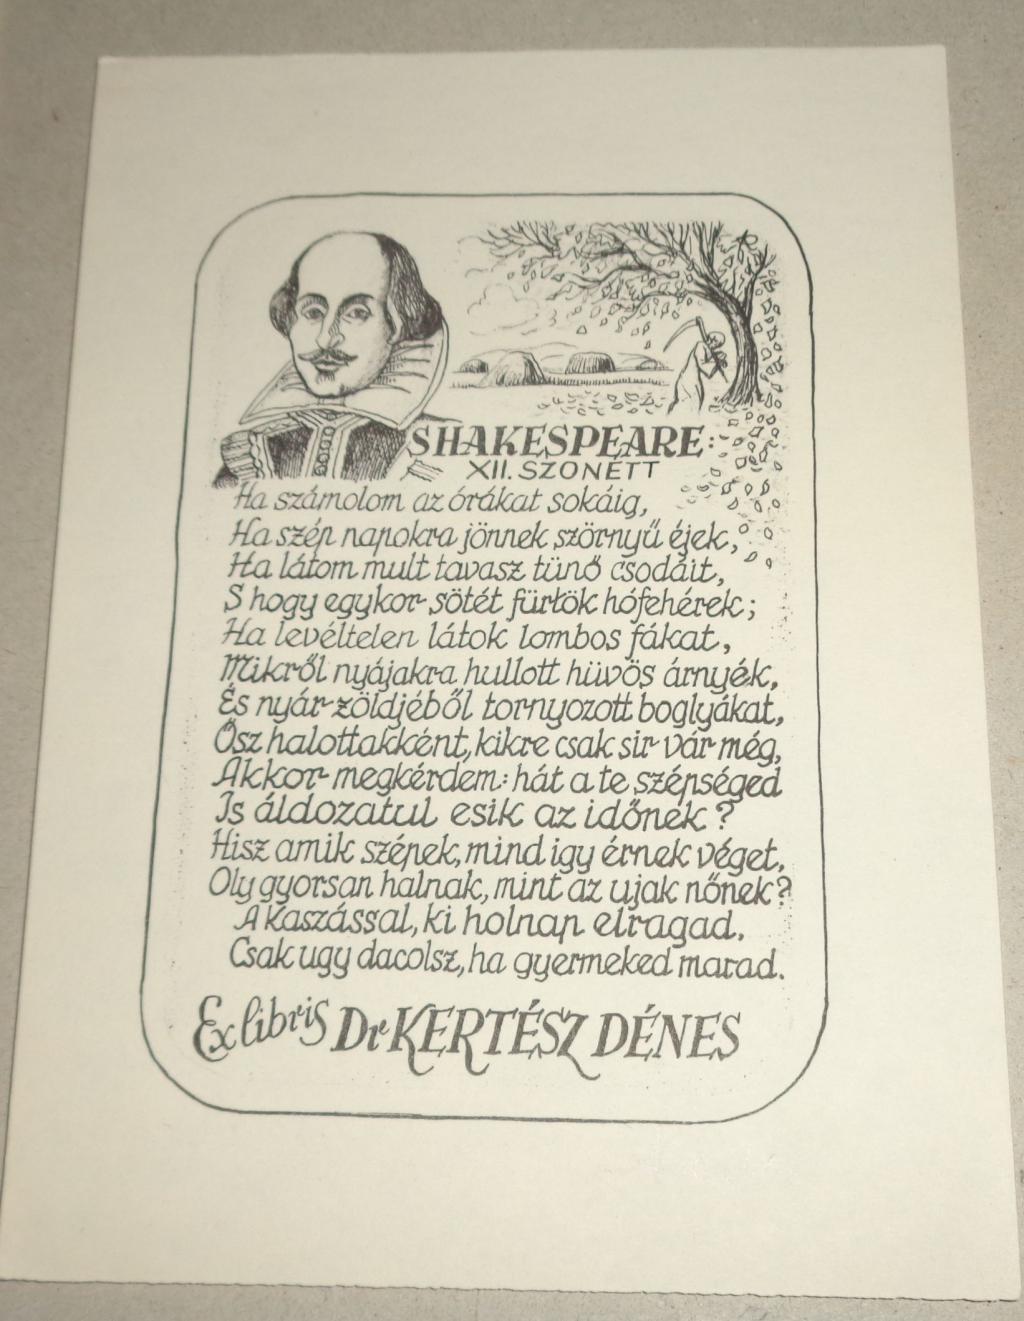 SHAKESPEARE:
XII. SZONETT
Ha számolom az órákat sokáig,
Ha szép napokra jönnek szörnyű éjek,
Ha látom mult tavasz tünő csodáit,
S hogy egykor sötét fürtök hófehérek;
Ha levéltelen látok lombos fákat,
Mikről nyájakra hullott hüvös árnyék,
És nyár zöldjéből tornyozott boglyákat,
Ősz halottakként, kikre csak sir vár még,
Akkor megkérdem: hát a te szépséged
Is áldozatul esik az időnek?
Hisz amik szépek, mind igy érnek véget,
Oly gyorsan halnak, mint az ujak nőnek?
A Kaszással, ki holnap elragad,
Csak ugy dacolsz, ha gyermeked marad.
Ex libris Dr KERTÉSZ DÉNES